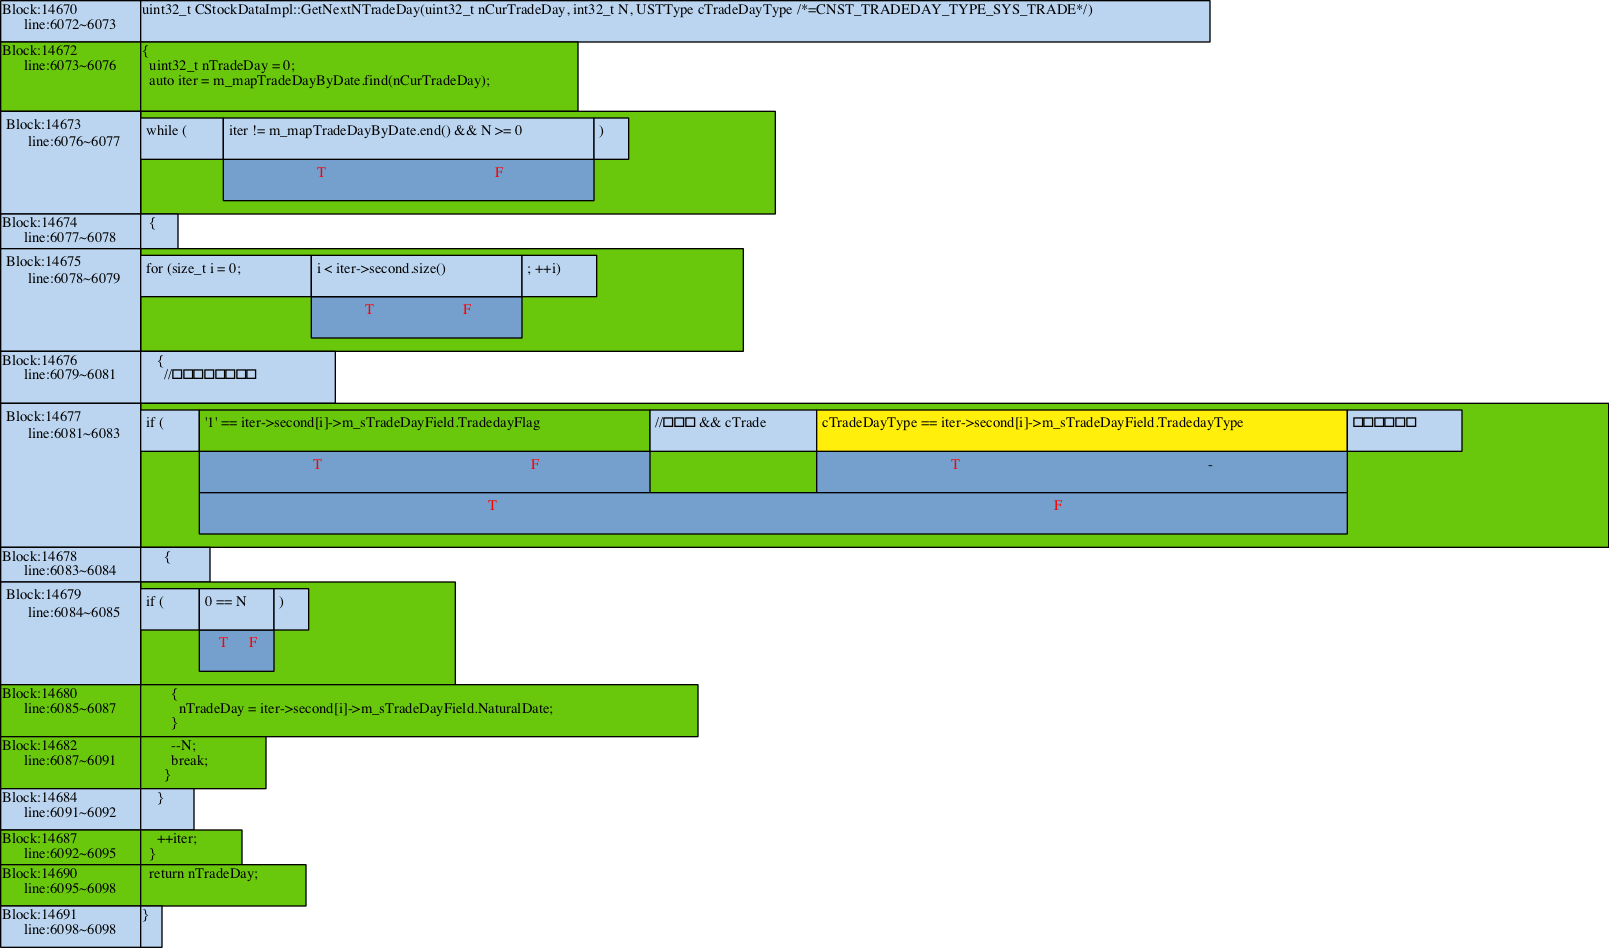 Block:14670
line:6072~6073
uint32_t CStockDataImpl::GetNextNTradeDay(uint32_t nCurTradeDay, int32_t N, USTType cTradeDayType /*=CNST_TRADEDAY_TYPE_SYS_TRADE*/)
Block:14672
line:6073~6076
{
uint32_t nTradeDay = 0;
auto iter = m_mapTradeDayByDate.find(nCurTradeDay);
Block:14673
line:6076~6077
while ( iter != m_mapTradeDayByDate.end() && N >= 0 )
T F
Block:14674
line:6077~6078
{
Block:14675
line:6078~6079
for (size_t i = 0; i < iter->second.size() ; ++i)
T F
Block:14676
line:6079~6081
{
//□□□□□□□□
Block:14677
line:6081~6083
if ( '1' == iter->second[i]->m_sTradeDayField.TradedayFlag //□□□ && cTrade cTradeDayType == iter->second[i]->m_sTradeDayField.TradedayType □□□□□□
T F T -
T F
Block:14678
line:6083~6084
{
Block:14679
line:6084~6085
if ( 0 == N )
T F
Block:14680
line:6085~6087
{
nTradeDay = iter->second[i]->m_sTradeDayField.NaturalDate;
}
Block:14682
line:6087~6091
--N;
break;
}
Block:14684
line:6091~6092
}
Block:14687
line:6092~6095
++iter;
}
Block:14690
line:6095~6098
return nTradeDay;
Block:14691
line:6098~6098
}